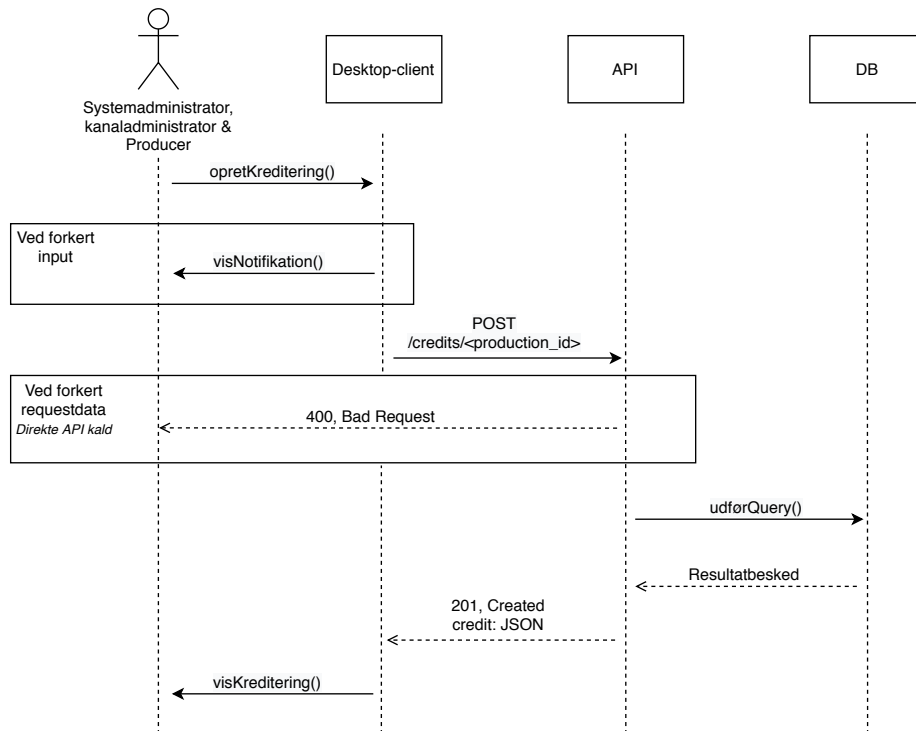 Desktop-client
API
DB
Systemadministrator,
kanaladministrator &
Producer
opretKreditering()
Ved forkert
input
visNotifikation()
POST
/credits/<production_id>
Ved forkert
requestdata
Direkte API kald
400, Bad Request
udførQuery()
Resultatbesked
201, Created
credit: JSON
visKreditering()